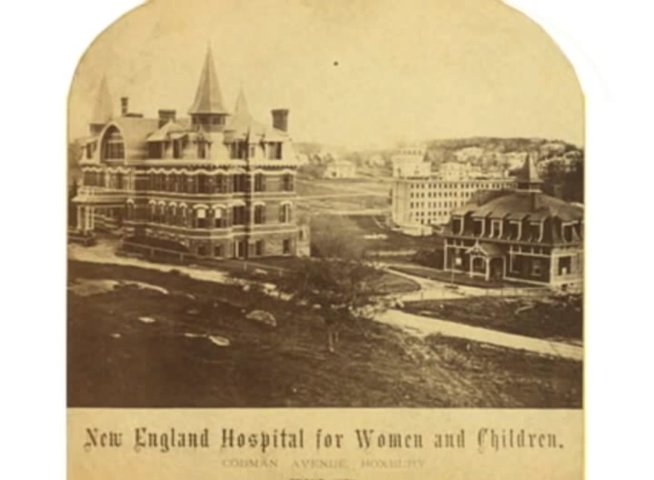 New England Hospital for Women and Children.
CODMAN AVENUE, ROXBURY